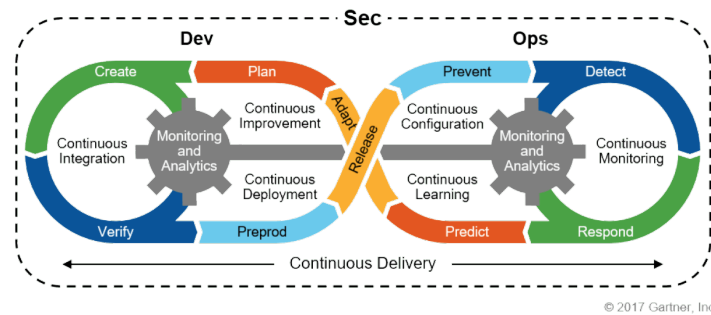 Sec
Dev
Ops
Create
Plan
Prevent
Detect
Adapt
Release
Continuous
Improvement
Continuous
Configuration
Continuous
Integration
Monitoring
and
Analytics
Monitoring
and
Analytics
Continuous
Monitoring
Continuous
Deployment
Continuous
Learning
Verify
Preprod
Predict
Respond
Continuous Delivery
© 2017 Gartner, Inc